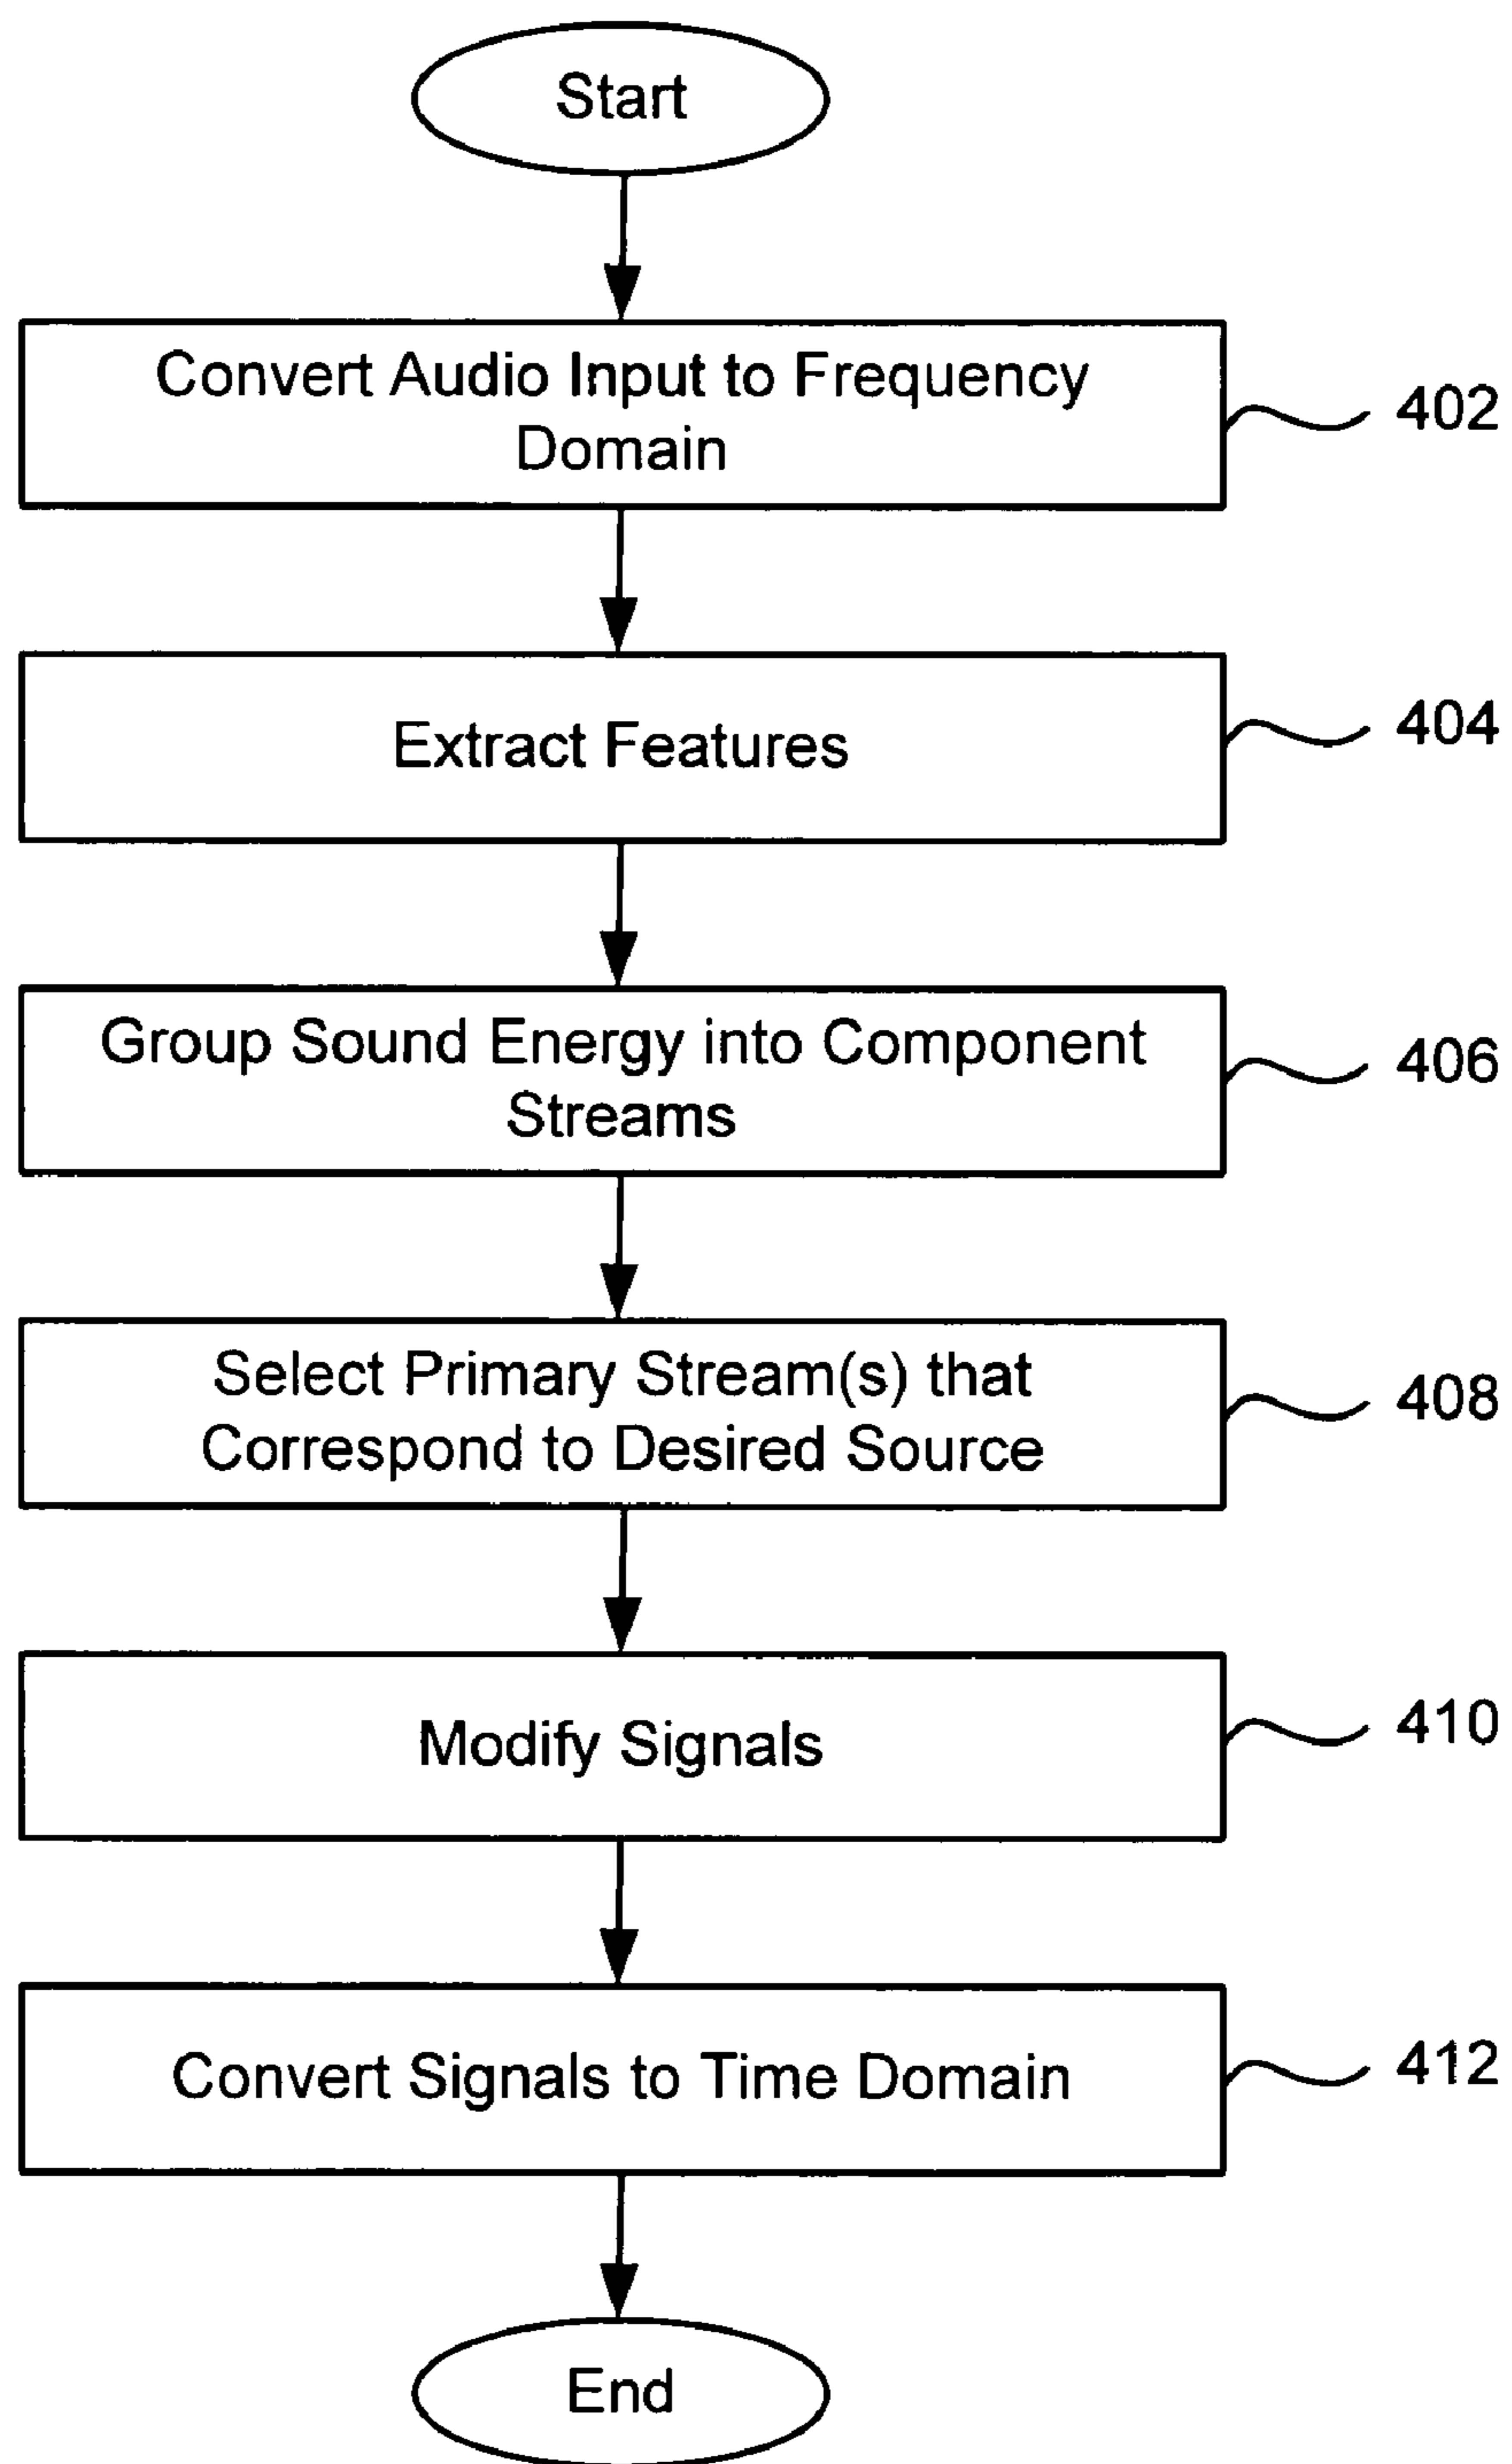 Start
Convert Audio Input to Frequency
Domain
402
Extract Features
404
Group Sound Energy into Component
Streams
406
Select Primary Stream(s) that
Correspond to Desired Source
408
Modify Signals
410
Convert Signals to Time Domain
412
End